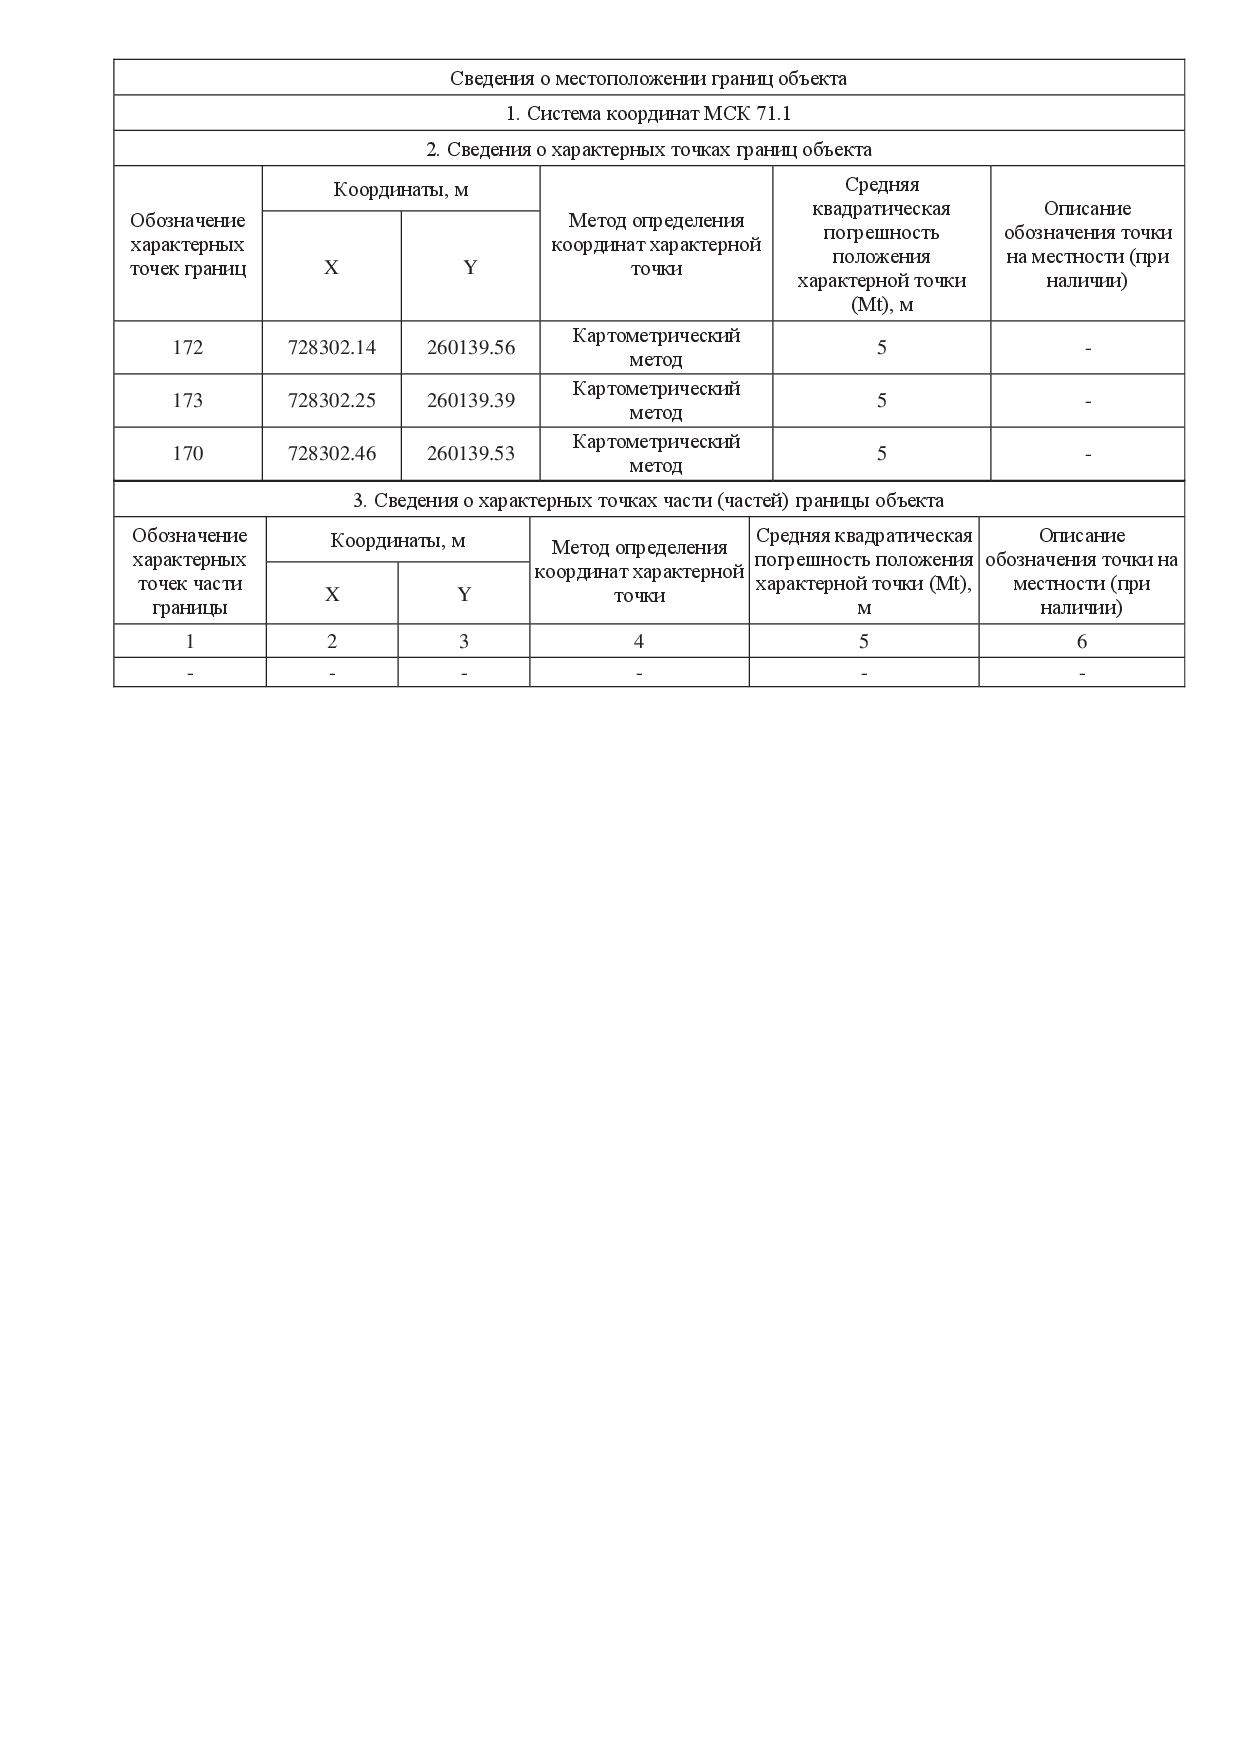 Сведения о местоположении границ объекта
1. Система координат МСК 71.1
2. Сведения о характерных точках границ объекта
Обозначение
характерных
точек границ
Координаты, м
X
Y
Метод определения
координат характерной
точки
Средняя
квадратическая
погрешность
положения
характерной точки
(Mt), м
Описание
обозначения точки
на местности (при
наличии)
172 728302.14 260139.56 Картометрический
метод 5 -
173 728302.25 260139.39 Картометрический
метод 5 -
170 728302.46 260139.53 Картометрический
метод 5 -
3. Сведения о характерных точках части (частей) границы объекта
Обозначение
характерных
точек части
границы
Координаты, м
X
Y
Метод определения
координат характерной
точки
Средняя квадратическая
погрешность положения
характерной точки (Mt),
м
Описание
обозначения точки на
местности (при
наличии)
1 2 3 4 5 6
- - - - - -